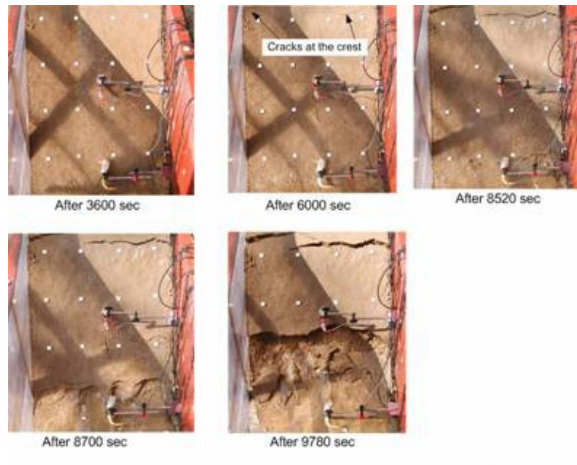 Cracks at the crest
After 3600 sec
After 6000 sec
After 8520 sec
After 8700 sec
After 9780 sec